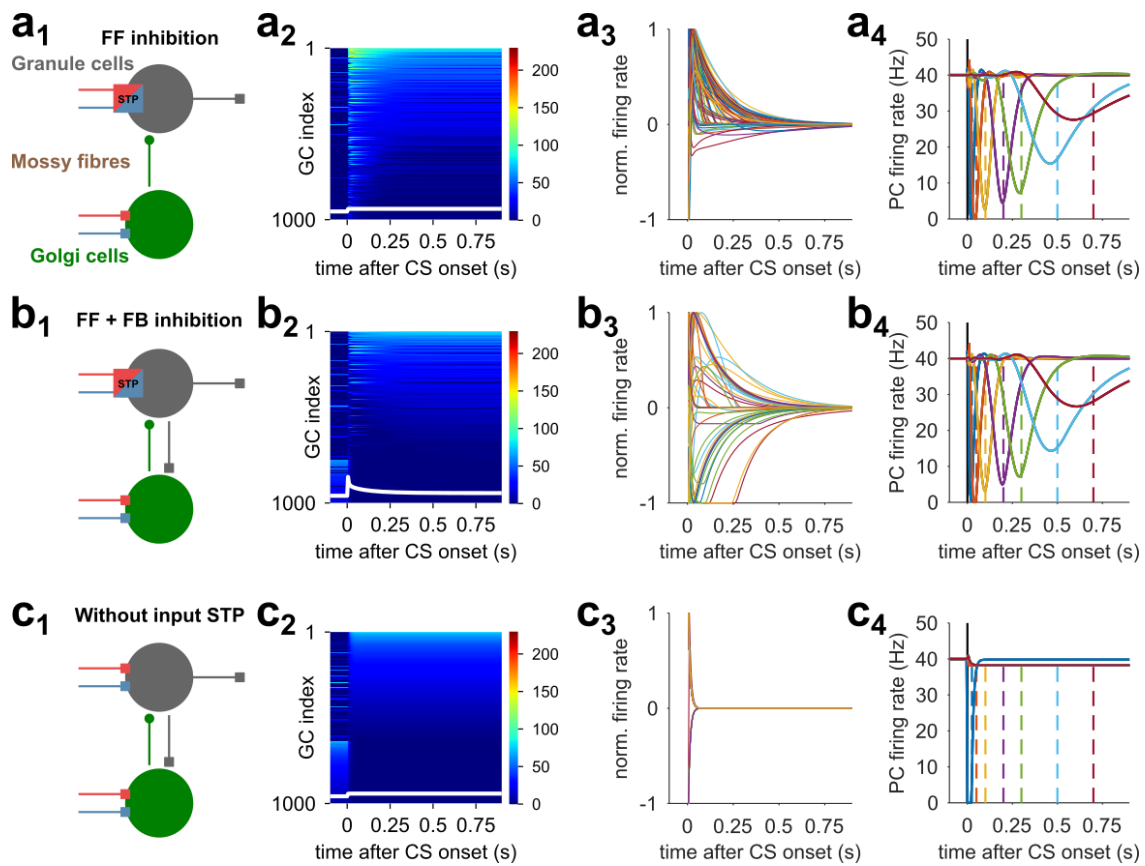 a1
FF inhibition
Granule cells
STP
Mossy fibres
Golgi cells
a2
GC index
1
1000
0 0.25 0.5 0.75
time after CS onset (s)
200
150
100
50
0
a3
norm. firing rate
1
0
-1
0 0.25 0.5 0.75
time after CS onset (s)
a4
PC firing rate (Hz)
50
40
30
20
10
0
0 0.25 0.5 0.75
time after CS onset (s)
b1
FF + FB inhibition
STP
b2
GC index
1
1000
0 0.25 0.5 0.75
time after CS onset (s)
200
150
100
50
0
b3
norm. firing rate
1
0
-1
0 0.25 0.5 0.75
time after CS onset (s)
b4
PC firing rate (Hz)
50
40
30
20
10
0
0 0.25 0.5 0.75
time after CS onset (s)
c1
Without input STP
c2
GC index
1
1000
0 0.25 0.5 0.75
time after CS onset (s)
200
150
100
50
0
c3
norm. firing rate
1
0
-1
0 0.25 0.5 0.75
time after CS onset (s)
c4
PC firing rate (Hz)
50
40
30
20
10
0
0 0.25 0.5 0.75
time after CS onset (s)